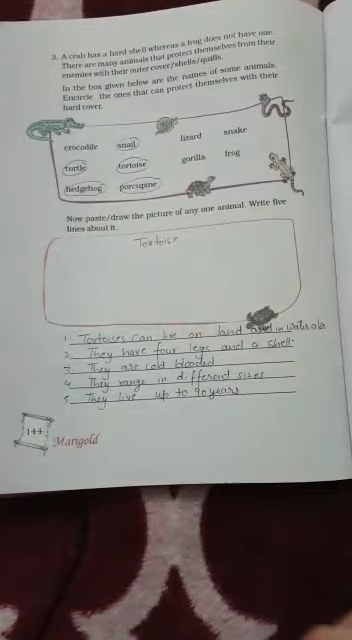 3. A crab has a hard shell whereas a frog does not have one.
There are many animals that protect themselves from their
enemies with their outer cover/shells/quills.
In the box given below are the names of some animals.
Encircle the ones that can protect themselves with their
hard cover.
crocodile snail lizard snake
turtle tortoise gorilla frog
hedgehog porcupine
Now paste/draw the picture of any one animal. Write five
lines about it.
Tortoise
1. Tortoises can live on land and in water also
2. They have four legs and a shell.
3. They are cold blooded
4. They range in different sizes
5. They live up to 90 years
144
Marigold